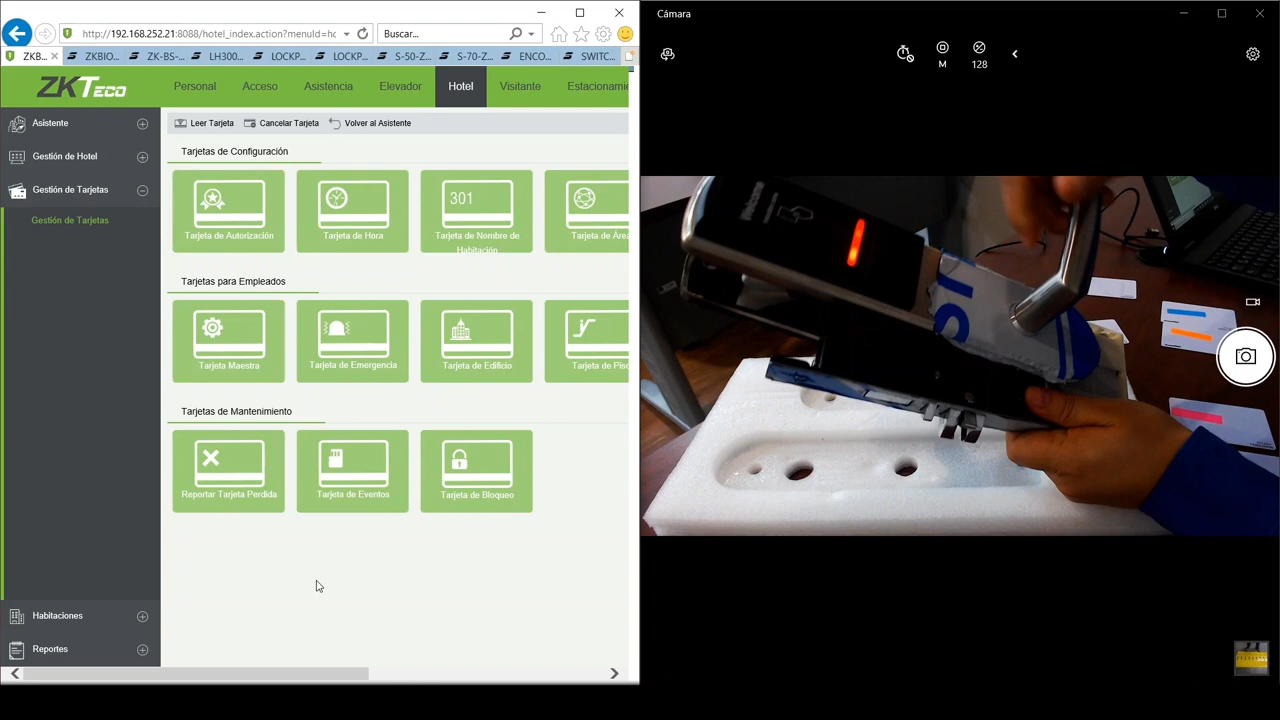 http://192.168.252.21:8088/hotel_index.action?menuId=hc
Buscar...
ZKB...
ZKBIO...
ZK-BS-...
LH300...
LOCKP...
LOCKP...
S-50-Z...
S-70-Z...
ENCO...
SWITC...
ZKTECO
Personal
Acceso
Asistencia
Elevador
Hotel
Visitante
Estacionamie
Asistente
Gestión de Hotel
Gestión de Tarjetas
Gestión de Tarjetas
Habitaciones
Reportes
Leer Tarjeta
Cancelar Tarjeta
Volver al Asistente
Tarjetas de Configuración
Tarjeta de Autorización
Tarjeta de Hora
301
Tarjeta de Nombre de
Habitación
Tarjeta de Área
Tarjetas para Empleados
Tarjeta Maestra
Tarjeta de Emergencia
Tarjeta de Edificio
Tarjeta de Piso
Tarjetas de Mantenimiento
Reportar Tarjeta Perdida
Tarjeta de Eventos
Tarjeta de Bloqueo
Cámara
M
128
Welcome